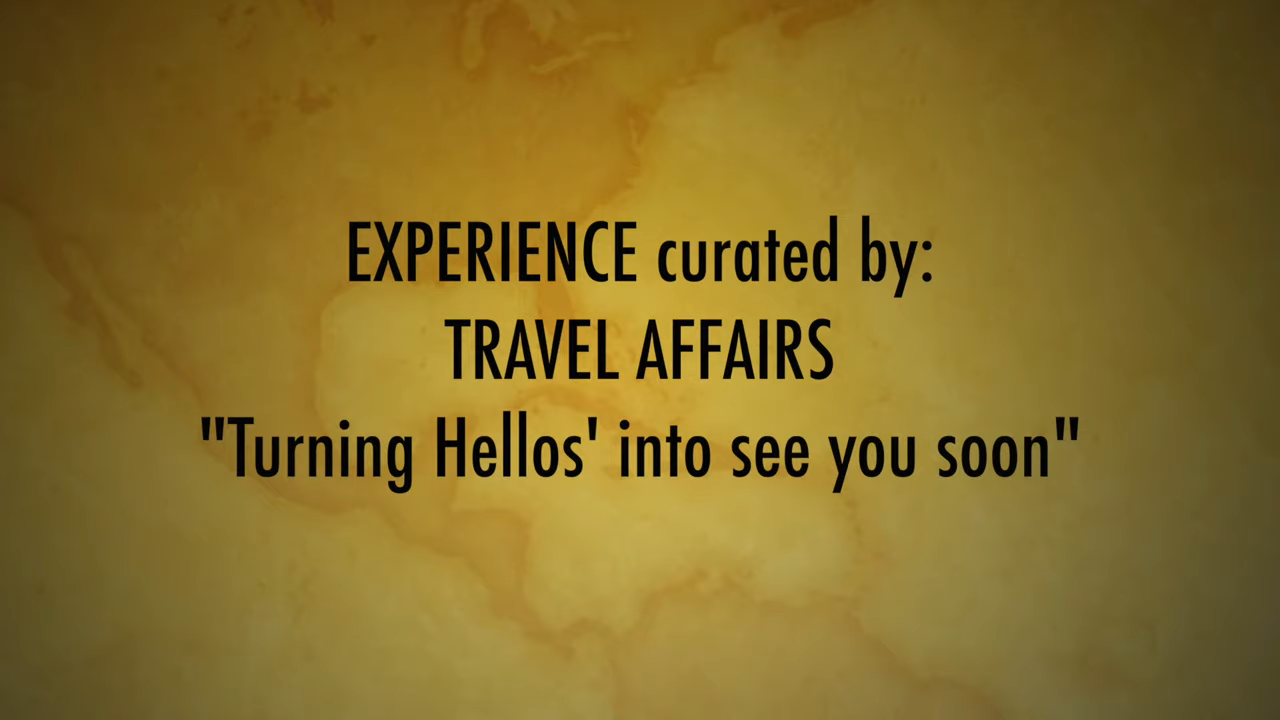 EXPERIENCE curated by:
TRAVEL AFFAIRS
"Turning Hellos' into see you soon"